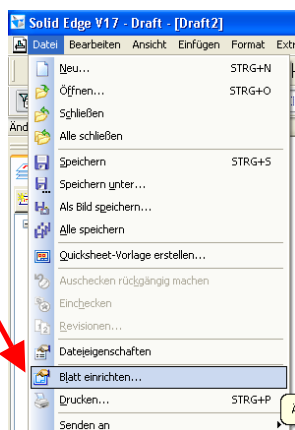 Solid Edge V17 - Draft - [Draft2]
Datei Bearbeiten Ansicht Einfügen Format
Neu... STRG+N
Öffnen... STRG+O
Schließen
Alle schließen
Speichern STRG+S
Speichern unter...
Als Bild speichern...
Alle speichern
Quicksheet-Vorlage erstellen...
Auschecken rückgängig machen
Einchecken
Revisionen...
Dateieigenschaften
Blatt einrichten...
Drucken... STRG+P
Senden an